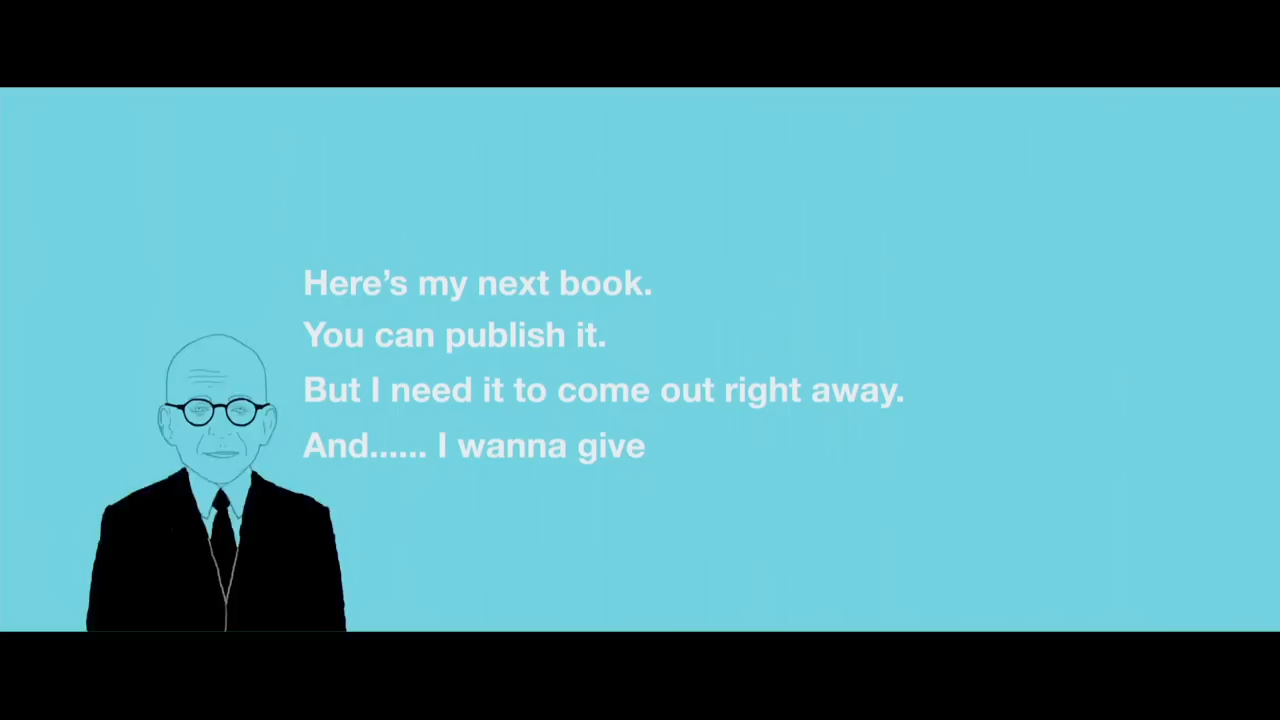 Here’s my next book.
You can publish it.
But I need it to come out right away.
And...... I wanna give